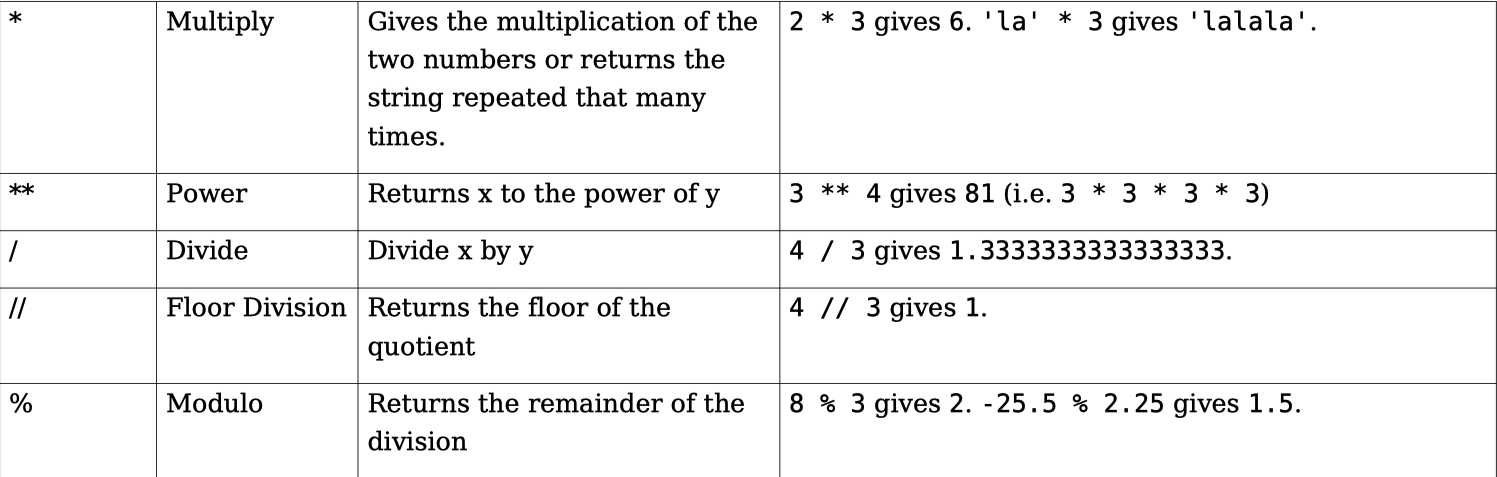 * Multiply Gives the multiplication of the 2 * 3 gives 6. 'la' * 3 gives 'lalala'.
two numbers or returns the
string repeated that many
times.
** Power Returns x to the power of y 3 ** 4 gives 81 (i.e. 3 * 3 * 3 * 3)
/ Divide Divide x by y 4 / 3 gives 1.3333333333333333.
// Floor Division Returns the floor of the 4 // 3 gives 1.
quotient
% Modulo Returns the remainder of the 8 % 3 gives 2. -25.5 % 2.25 gives 1.5.
division